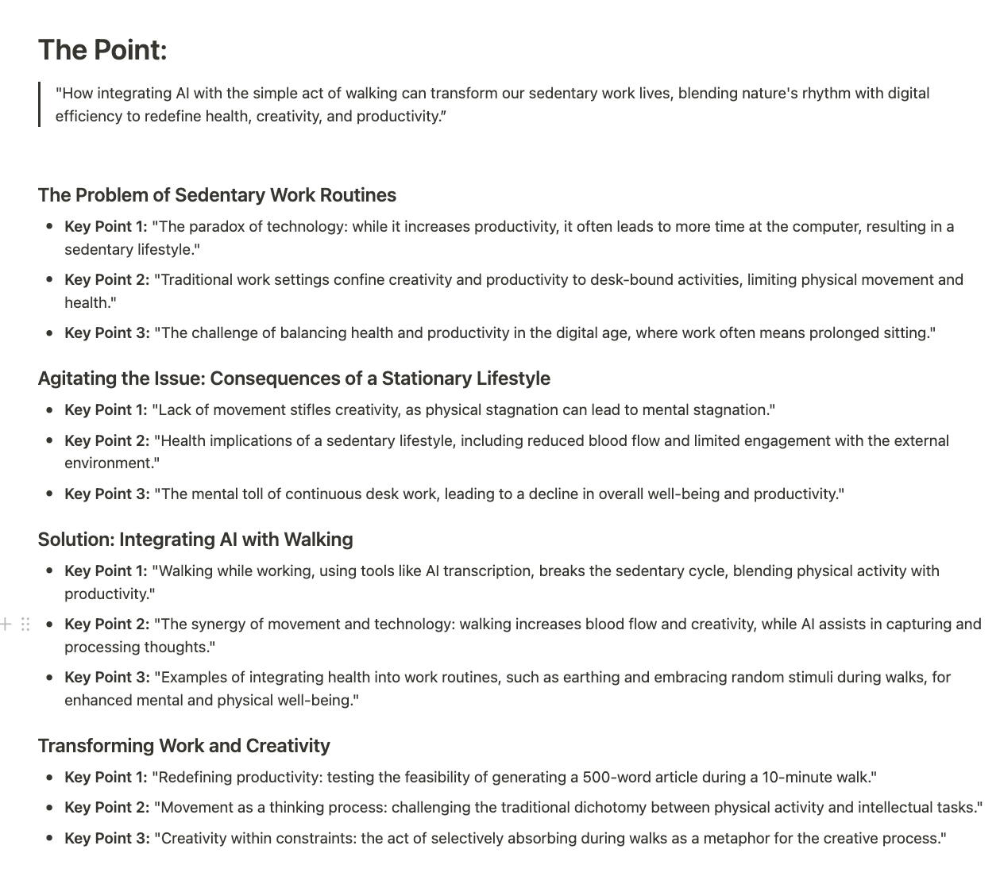 The Point:
"How integrating AI with the simple act of walking can transform our sedentary work lives, blending nature's rhythm with digital
efficiency to redefine health, creativity, and productivity.”
The Problem of Sedentary Work Routines
• Key Point 1: "The paradox of technology: while it increases productivity, it often leads to more time at the computer, resulting in a
sedentary lifestyle."
• Key Point 2: "Traditional work settings confine creativity and productivity to desk-bound activities, limiting physical movement and
health."
• Key Point 3: "The challenge of balancing health and productivity in the digital age, where work often means prolonged sitting."
Agitating the Issue: Consequences of a Stationary Lifestyle
• Key Point 1: "Lack of movement stifles creativity, as physical stagnation can lead to mental stagnation."
• Key Point 2: "Health implications of a sedentary lifestyle, including reduced blood flow and limited engagement with the external
environment."
• Key Point 3: "The mental toll of continuous desk work, leading to a decline in overall well-being and productivity."
Solution: Integrating AI with Walking
• Key Point 1: "Walking while working, using tools like AI transcription, breaks the sedentary cycle, blending physical activity with
productivity."
• Key Point 2: "The synergy of movement and technology: walking increases blood flow and creativity, while AI assists in capturing and
processing thoughts."
• Key Point 3: "Examples of integrating health into work routines, such as earthing and embracing random stimuli during walks, for
enhanced mental and physical well-being."
Transforming Work and Creativity
• Key Point 1: "Redefining productivity: testing the feasibility of generating a 500-word article during a 10-minute walk."
• Key Point 2: "Movement as a thinking process: challenging the traditional dichotomy between physical activity and intellectual tasks."
• Key Point 3: "Creativity within constraints: the act of selectively absorbing during walks as a metaphor for the creative process."